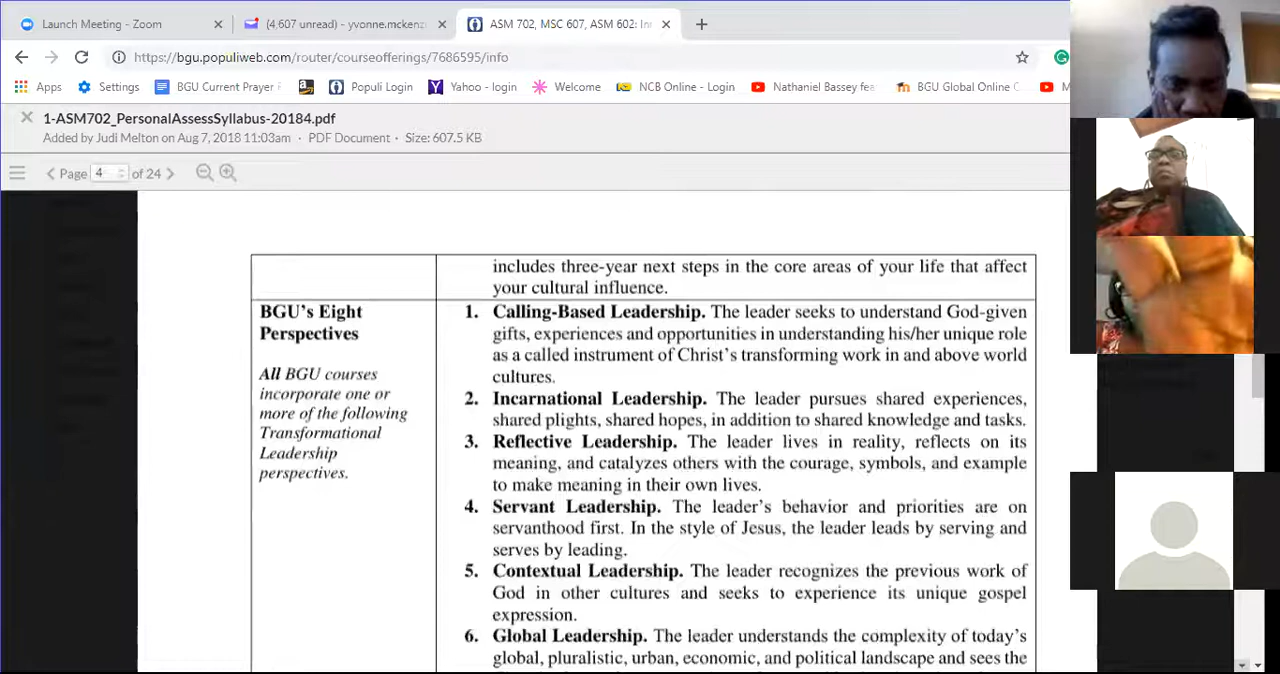 Launch Meeting - Zoom
(4,607 unread) - yvonne.mckenz
ASM 702, MSC 607, ASM 602: Inn
https://bgu.populiweb.com/router/courseofferings/7686595/info
Apps
Settings
BGU Current Prayer F
Populi Login
Yahoo - login
Welcome
NCB Online - Login
Nathaniel Bassey fea
BGU Global Online C
M
1-ASM702_PersonalAssessSyllabus-20184.pdf
Added by Judi Melton on Aug 7, 2018 11:03am · PDF Document · Size: 607.5 KB
Page 4 of 24
includes three-year next steps in the core areas of your life that affect
your cultural influence.
BGU's Eight
Perspectives
All BGU courses
incorporate one or
more of the following
Transformational
Leadership
perspectives.
1. Calling-Based Leadership. The leader seeks to understand God-given
gifts, experiences and opportunities in understanding his/her unique role
as a called instrument of Christ's transforming work in and above world
cultures.
2. Incarnational Leadership. The leader pursues shared experiences,
shared plights, shared hopes, in addition to shared knowledge and tasks.
3. Reflective Leadership. The leader lives in reality, reflects on its
meaning, and catalyzes others with the courage, symbols, and example
to make meaning in their own lives.
4. Servant Leadership. The leader's behavior and priorities are on
servanthood first. In the style of Jesus, the leader leads by serving and
serves by leading.
5. Contextual Leadership. The leader recognizes the previous work of
God in other cultures and seeks to experience its unique gospel
expression.
6. Global Leadership. The leader understands the complexity of today's
global, pluralistic, urban, economic, and political landscape and sees the